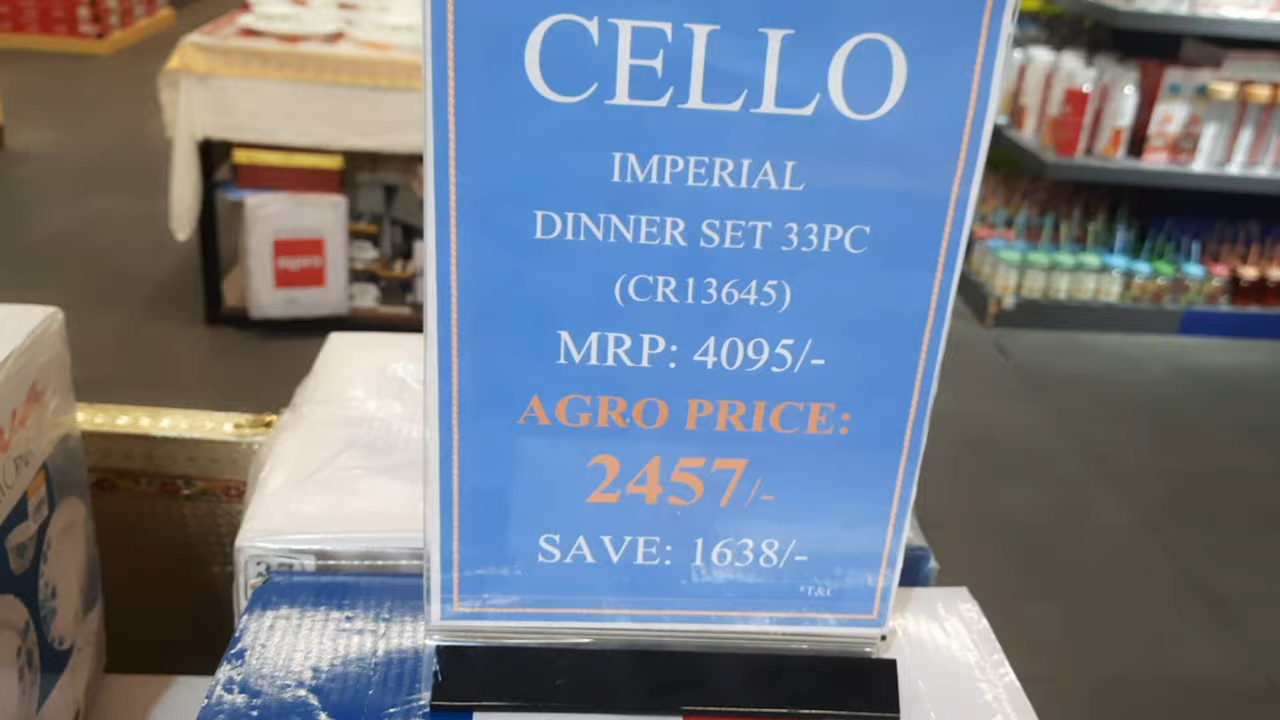 CELLO
IMPERIAL
DINNER SET 33PC
(CR13645)
MRP: 4095/-
AGRO PRICE:
2457/-
SAVE: 1638/-
*T&C